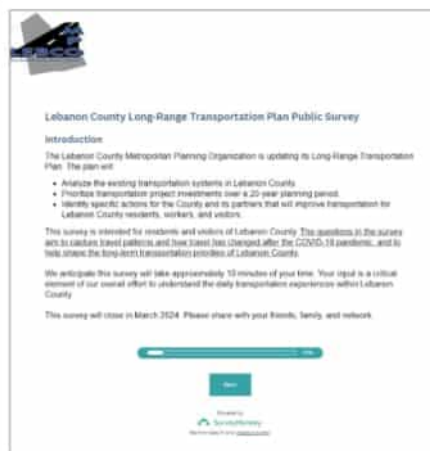 LEBCO
MPO
Lebanon County Long-Range Transportation Plan Public Survey
Introduction
The Lebanon County Metropolitan Planning Organization is updating its Long-Range Transportation
Plan. The plan will:
• Analyze the existing transportation systems in Lebanon County.
• Prioritize transportation project investments over a 20-year planning period.
• Identify specific actions for the County and its partners that will improve transportation for
Lebanon County residents, workers, and visitors.
This survey is intended for residents and visitors of Lebanon County. The questions in the survey
aim to capture travel patterns and how travel has changed after the COVID-19 pandemic, and to
help shape the long-term transportation priorities of Lebanon County.
We anticipate this survey will take approximately 10 minutes of your time. Your input is a critical
element of our overall effort to understand the daily transportation experiences within Lebanon
County.
This survey will close in March 2024. Please share with your friends, family, and network.
Next
Powered by
SurveyMonkey